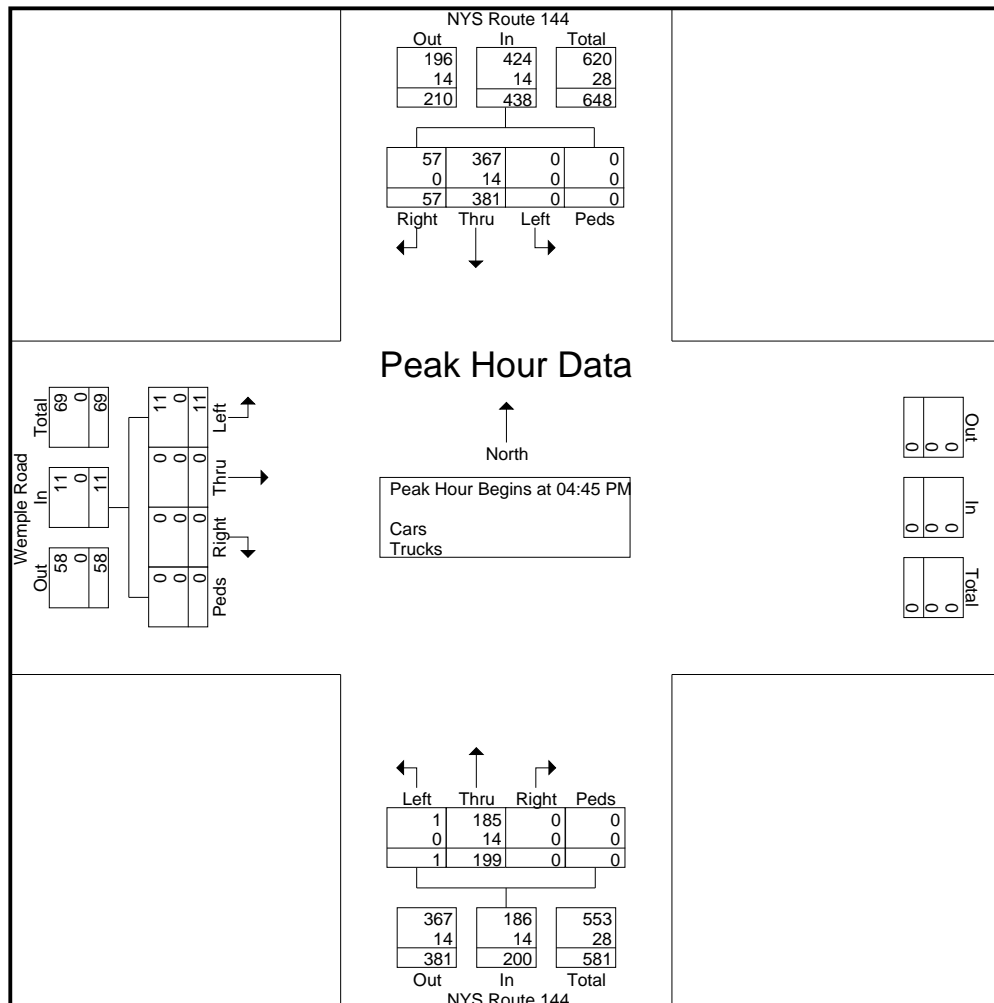 NYS Route 144
Out In Total
196 424 620
14 14 28
210 438 648
57 367 0 0
0 14 0 0
57 381 0 0
Right Thru Left Peds
Peak Hour Data
North
Peak Hour Begins at 04:45 PM
Cars
Trucks
Wemple Road
Total In Out
69 11 58
0 0 0
69 11 58
11 0 0 0
0 0 0 0
11 0 0 0
Left Thru Right Peds
Out In Total
0 0 0
0 0 0
0 0 0
Left Thru Right Peds
1 185 0 0
0 14 0 0
1 199 0 0
367 186 553
14 14 28
381 200 581
Out In Total
NYS Route 144